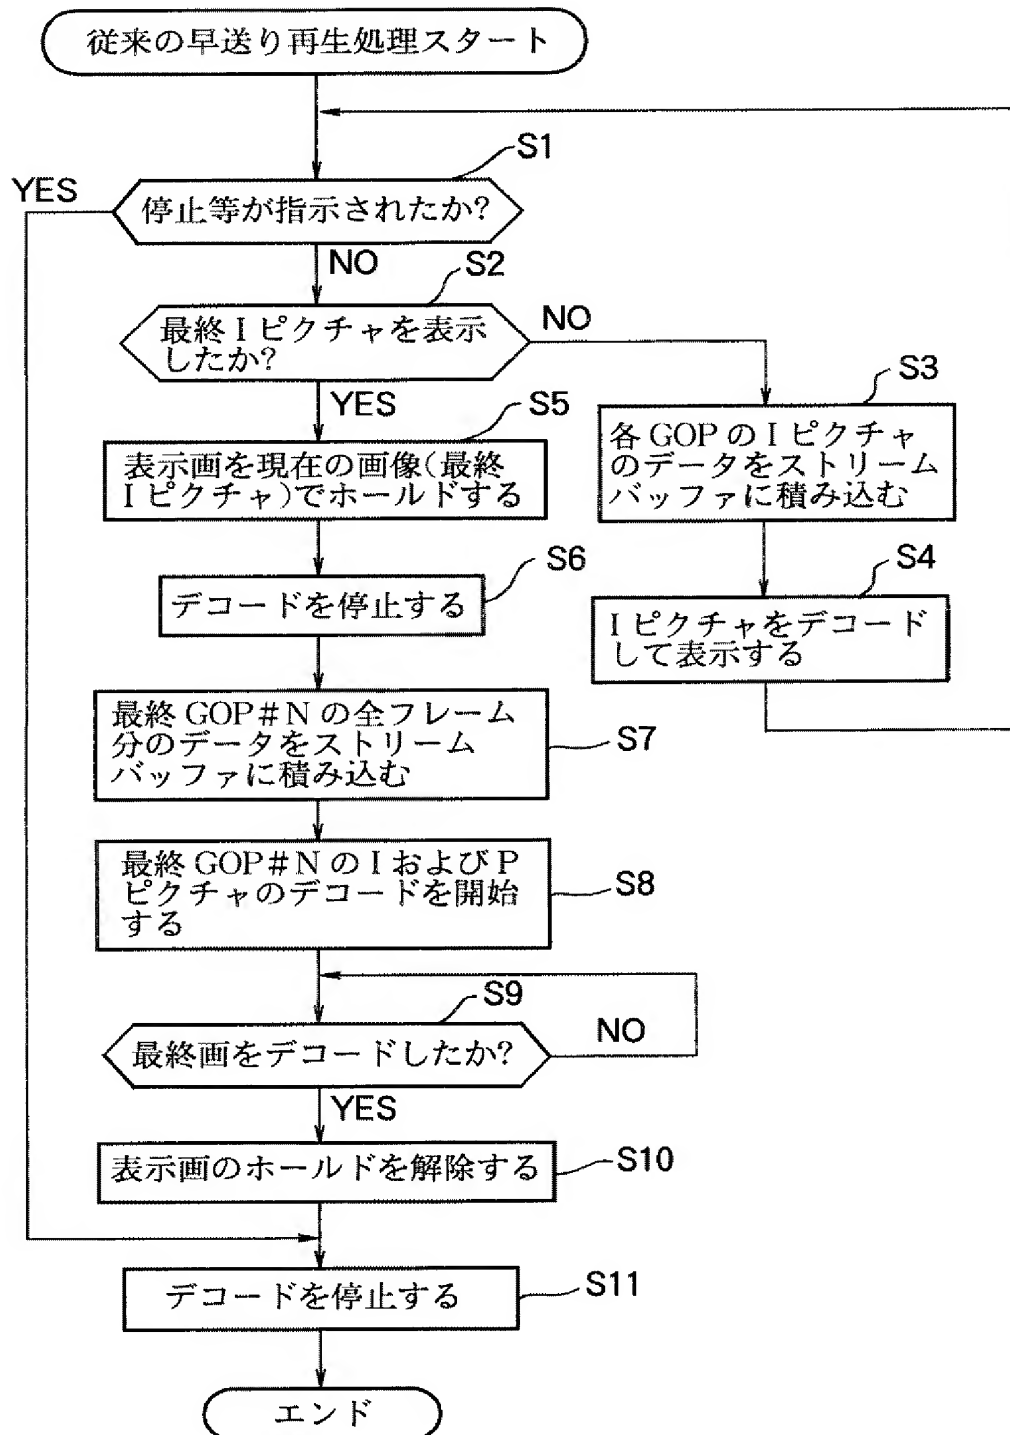 従来の早送り再生処理スタート
S1
YES
停止等が指示されたか?
NO
S2
最終Iピクチャを表示
したか?
NO
YES
S3
各GOPのIピクチャ
のデータをストリーム
バッファに積み込む
S4
Iピクチャをデコード
して表示する
S5
表示画を現在の画像(最終
Iピクチャ)でホールドする
S6
デコードを停止する
最終GOP#Nの全フレーム
分のデータをストリーム
バッファに積み込む
S7
最終GOP#NのIおよびP
ピクチャのデコードを開始
する
S8
S9
最終画をデコードしたか?
NO
YES
表示画のホールドを解除する
S10
デコードを停止する
S11
エンド